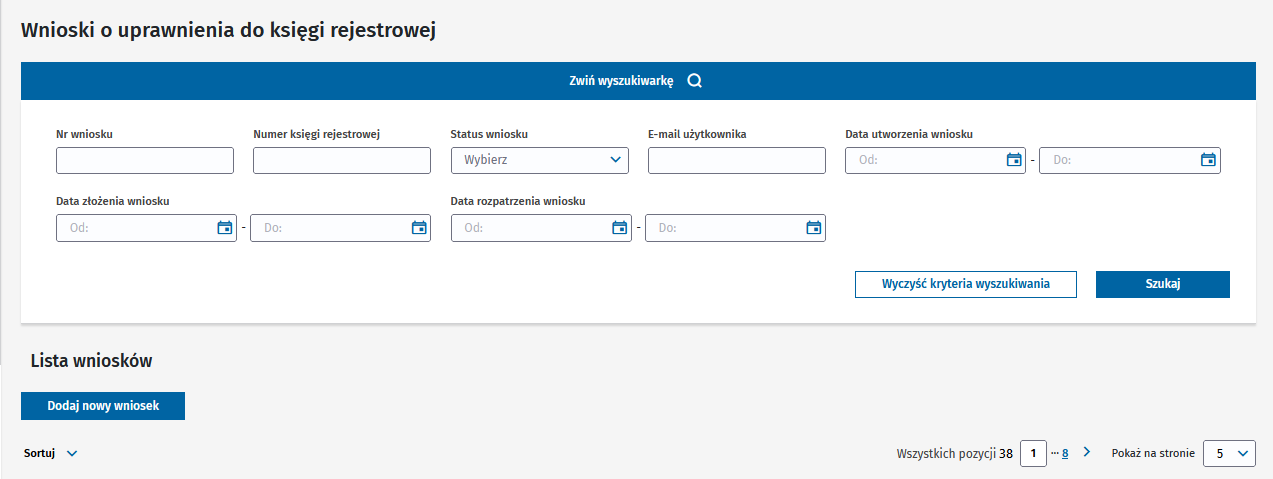 Wnioski o uprawnienia do księgi rejestrowej
Zwiń wyszukiwarkę
Nr wniosku Numer księgi rejestrowej Status wniosku E-mail użytkownika Data utworzenia wniosku
Wybierz Od: - Do:
Data złożenia wniosku Data rozpatrzenia wniosku
Od: - Do: Od: - Do:
Wyczyść kryteria wyszukiwania Szukaj
Lista wniosków
Dodaj nowy wniosek
Sortuj Wszystkich pozycji 38 1 ... 8 Pokaż na stronie 5